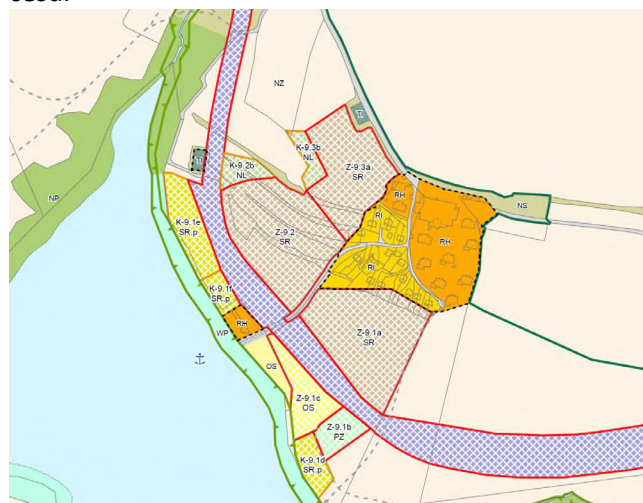 NZ
T.
K-9.3b
NL
Z-9.3a
SR
K-9.2b
NL
T.
NP
RH
NS
RI
RH
K-9.1e
SR.p
Z-9.2
SR
RI
K-9.1f
SR.p
RH
WP
Z-9.1a
SR
OS
Z-9.1c
OS
Z-9.1b
PZ
K-9.1d
SR.p